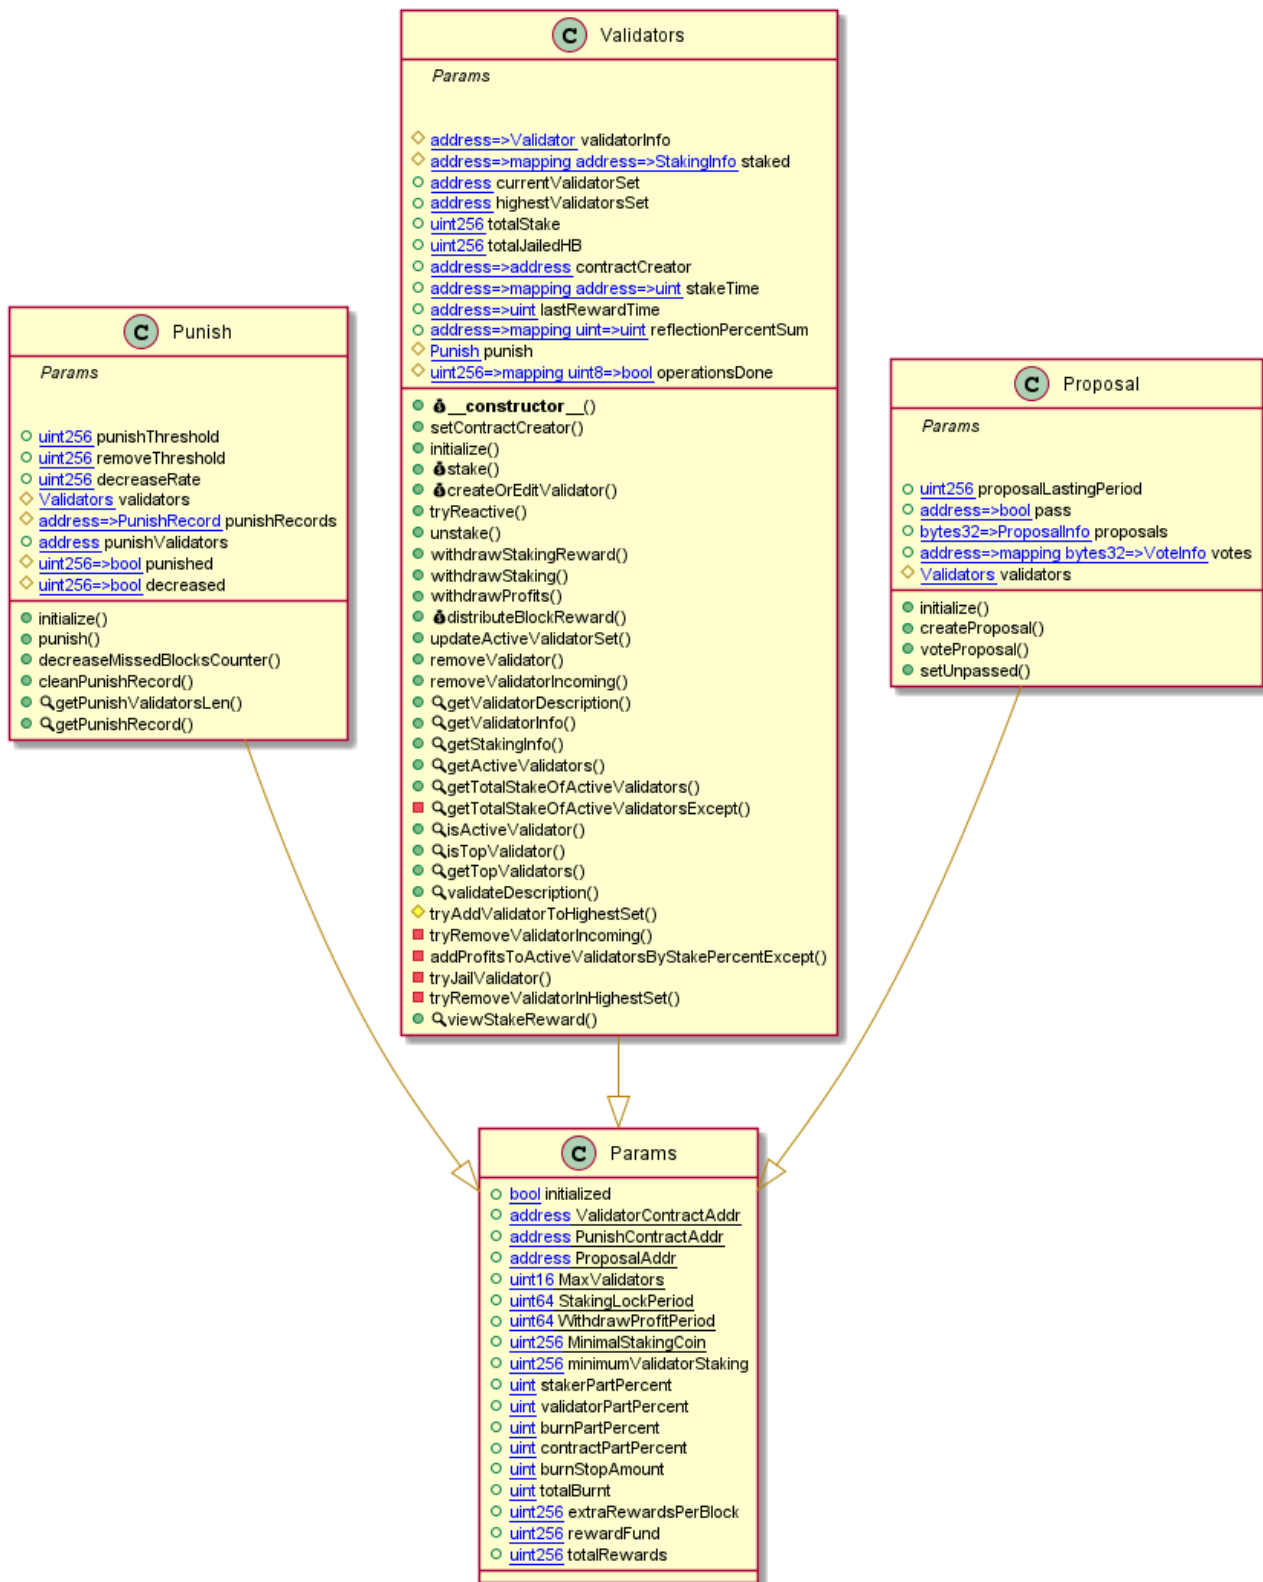 C Validators
Params
address=>Validator validatorInfo
address=>mapping address=>StakingInfo staked
address currentValidatorSet
address highestValidatorsSet
uint256 totalStake
uint256 totalJailedHB
address=>address contractCreator
address=>mapping address=>uint stakeTime
address=>uint lastRewardTime
address=>mapping uint=>uint reflectionPercentSum
Punish punish
uint256=>mapping uint8=>bool operationsDone
__constructor__()
setContractCreator()
initialize()
stake()
createOrEditValidator()
tryReactive()
unstake()
withdrawStakingReward()
withdrawStaking()
withdrawProfits()
distributeBlockReward()
updateActiveValidatorSet()
removeValidator()
removeValidatorIncoming()
getValidatorDescription()
getValidatorInfo()
getStakingInfo()
getActiveValidators()
getTotalStakeOfActiveValidators()
getTotalStakeOfActiveValidatorsExcept()
isActiveValidator()
isTopValidator()
getTopValidators()
validateDescription()
tryAddValidatorToHighestSet()
tryRemoveValidatorIncoming()
addProfitsToActiveValidatorsByStakePercentExcept()
tryJailValidator()
tryRemoveValidatorInHighestSet()
viewStakeReward()
C Punish
Params
uint256 punishThreshold
uint256 removeThreshold
uint256 decreaseRate
Validators validators
address=>PunishRecord punishRecords
address punishValidators
uint256=>bool punished
uint256=>bool decreased
initialize()
punish()
decreaseMissedBlocksCounter()
cleanPunishRecord()
getPunishValidatorsLen()
getPunishRecord()
C Proposal
Params
uint256 proposalLastingPeriod
address=>bool pass
bytes32=>ProposalInfo proposals
address=>mapping bytes32=>VoteInfo votes
Validators validators
initialize()
createProposal()
voteProposal()
setUnpassed()
C Params
bool initialized
address ValidatorContractAddr
address PunishContractAddr
address ProposalAddr
uint16 MaxValidators
uint64 StakingLockPeriod
uint64 WithdrawProfitPeriod
uint256 MinimalStakingCoin
uint256 minimumValidatorStaking
uint stakerPartPercent
uint validatorPartPercent
uint burnPartPercent
uint contractPartPercent
uint burnStopAmount
uint totalBurnt
uint256 extraRewardsPerBlock
uint256 rewardFund
uint256 totalRewards